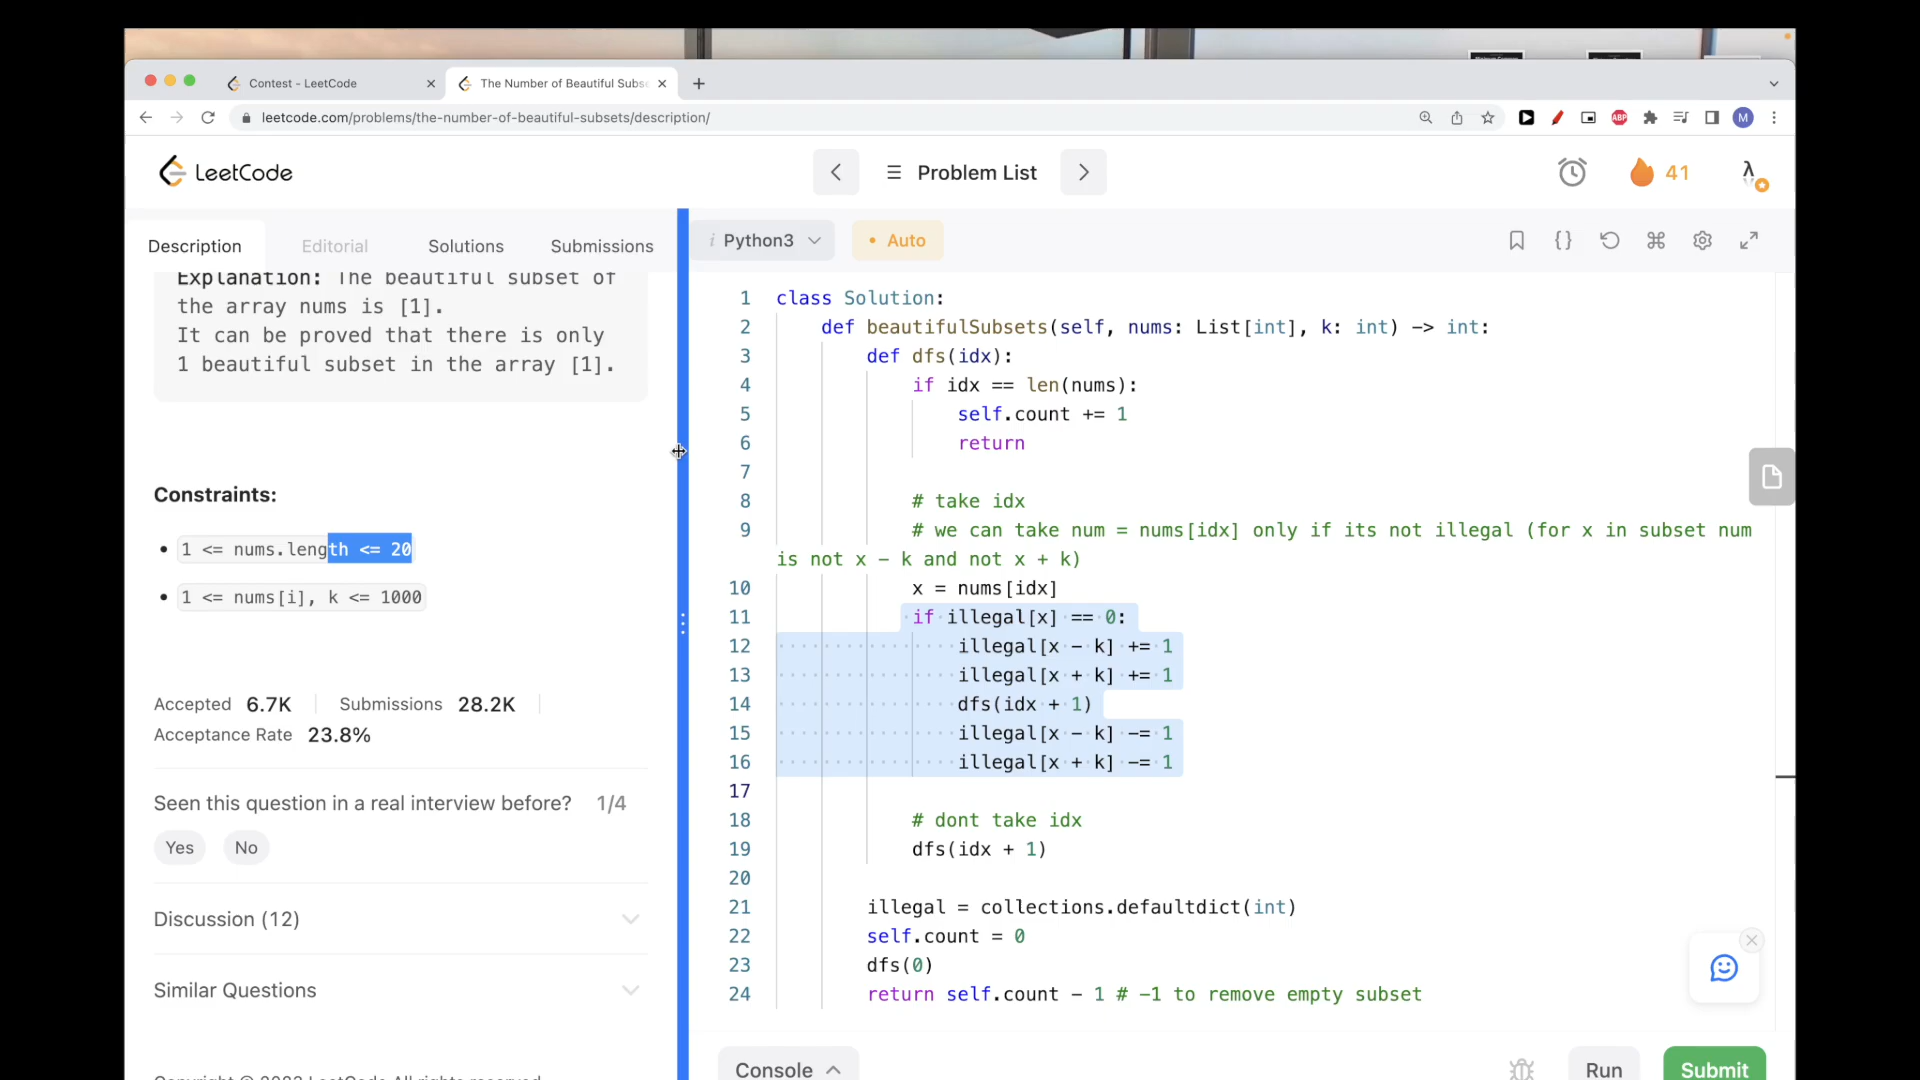 Contest - LeetCode
The Number of Beautiful Subse
leetcode.com/problems/the-number-of-beautiful-subsets/description/
ABP
M
LeetCode
Problem List
41
Description
Editorial
Solutions
Submissions
Explanation: The beautiful subset of
the array nums is [1].
It can be proved that there is only
1 beautiful subset in the array [1].
Constraints:
• 1 <= nums.length <= 20
• 1 <= nums[i], k <= 1000
Accepted 6.7K
Submissions 28.2K
Acceptance Rate 23.8%
Seen this question in a real interview before? 1/4
Yes
No
Discussion (12)
Similar Questions
i Python3
• Auto
1 class Solution:
2 def beautifulSubsets(self, nums: List[int], k: int) -> int:
3 def dfs(idx):
4 if idx == len(nums):
5 self.count += 1
6 return
7
8 # take idx
9 # we can take num = nums[idx] only if its not illegal (for x in subset num
is not x - k and not x + k)
10 x = nums[idx]
11 if illegal[x] == 0:
12 illegal[x - k] += 1
13 illegal[x + k] += 1
14 dfs(idx + 1)
15 illegal[x - k] -= 1
16 illegal[x + k] -= 1
17
18 # dont take idx
19 dfs(idx + 1)
20
21 illegal = collections.defaultdict(int)
22 self.count = 0
23 dfs(0)
24 return self.count - 1 # -1 to remove empty subset
Console
Run
Submit